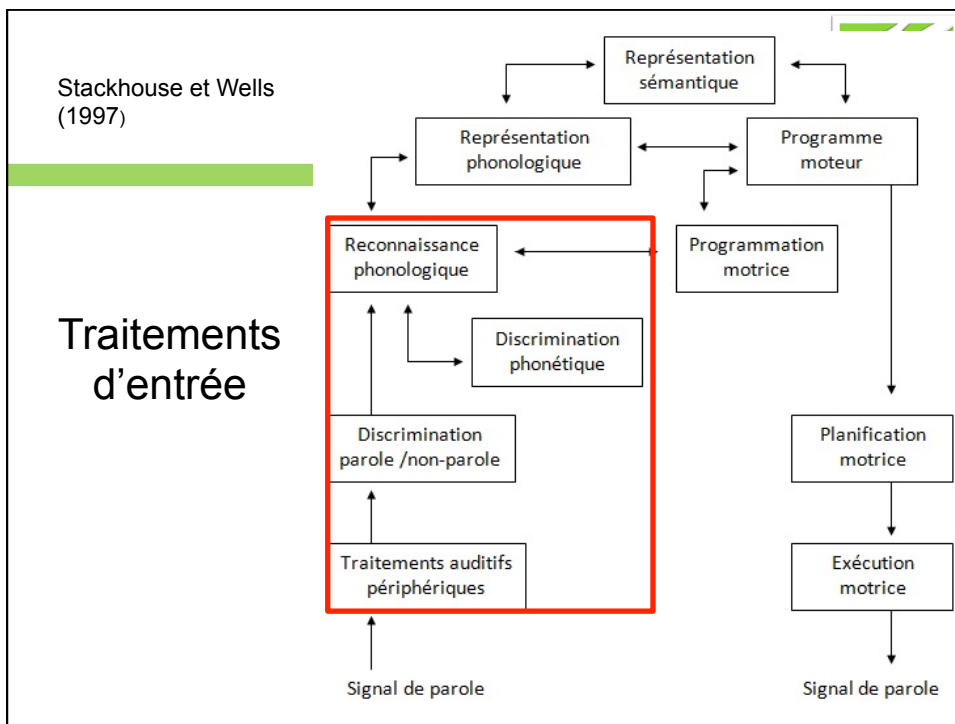 Stackhouse et Wells
(1997)
Représentation
sémantique
Représentation
phonologique
Programme
moteur
Reconnaissance
phonologique
Programmation
motrice
Traitements
d'entrée
Discrimination
phonétique
Discrimination
parole /non-parole
Planification
motrice
Traitements auditifs
périphériques
Exécution
motrice
Signal de parole
Signal de parole